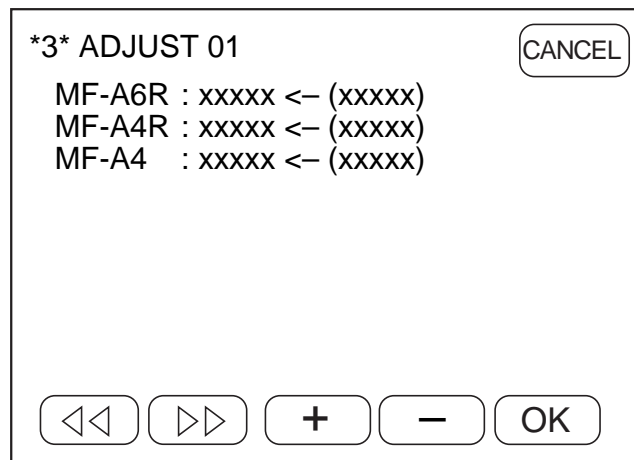 *3* ADJUST 01
CANCEL
MF-A6R : xxxxx <– (xxxxx)
MF-A4R : xxxxx <– (xxxxx)
MF-A4 : xxxxx <– (xxxxx)
+ – OK